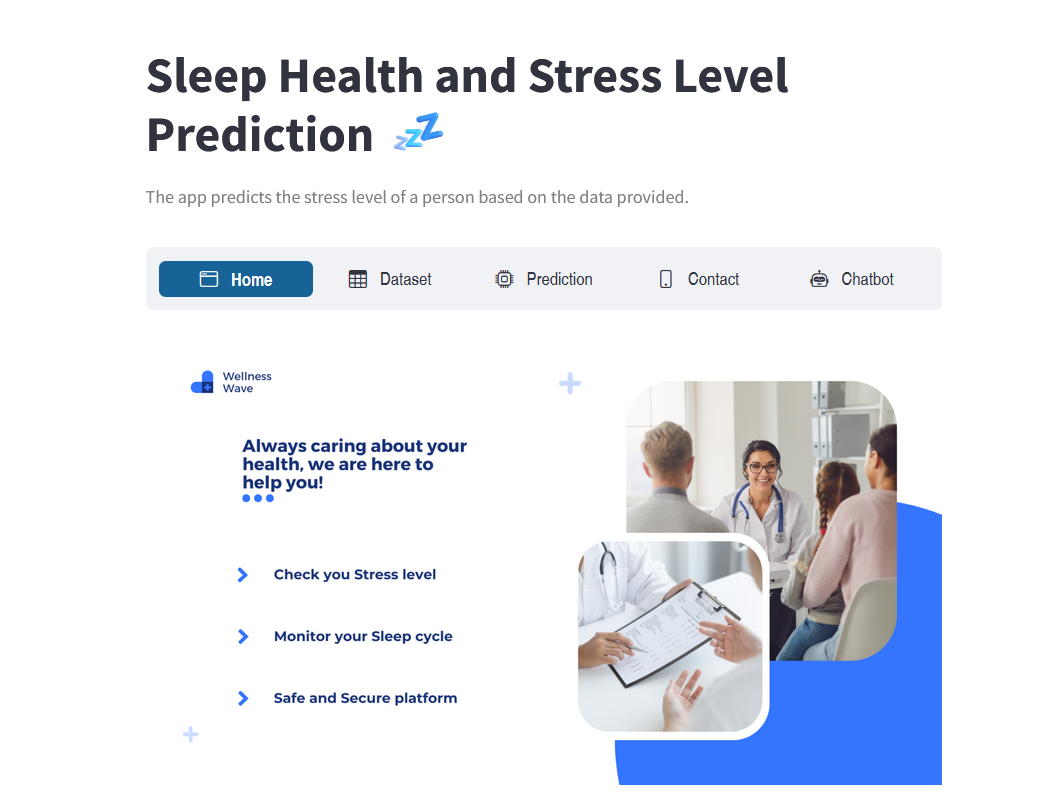 Sleep Health and Stress Level
Prediction 💤
The app predicts the stress level of a person based on the data provided.
Home
Dataset
Prediction
Contact
Chatbot
Wellness
Wave
Always caring about your
health, we are here to
help you!
Check you Stress level
Monitor your Sleep cycle
Safe and Secure platform